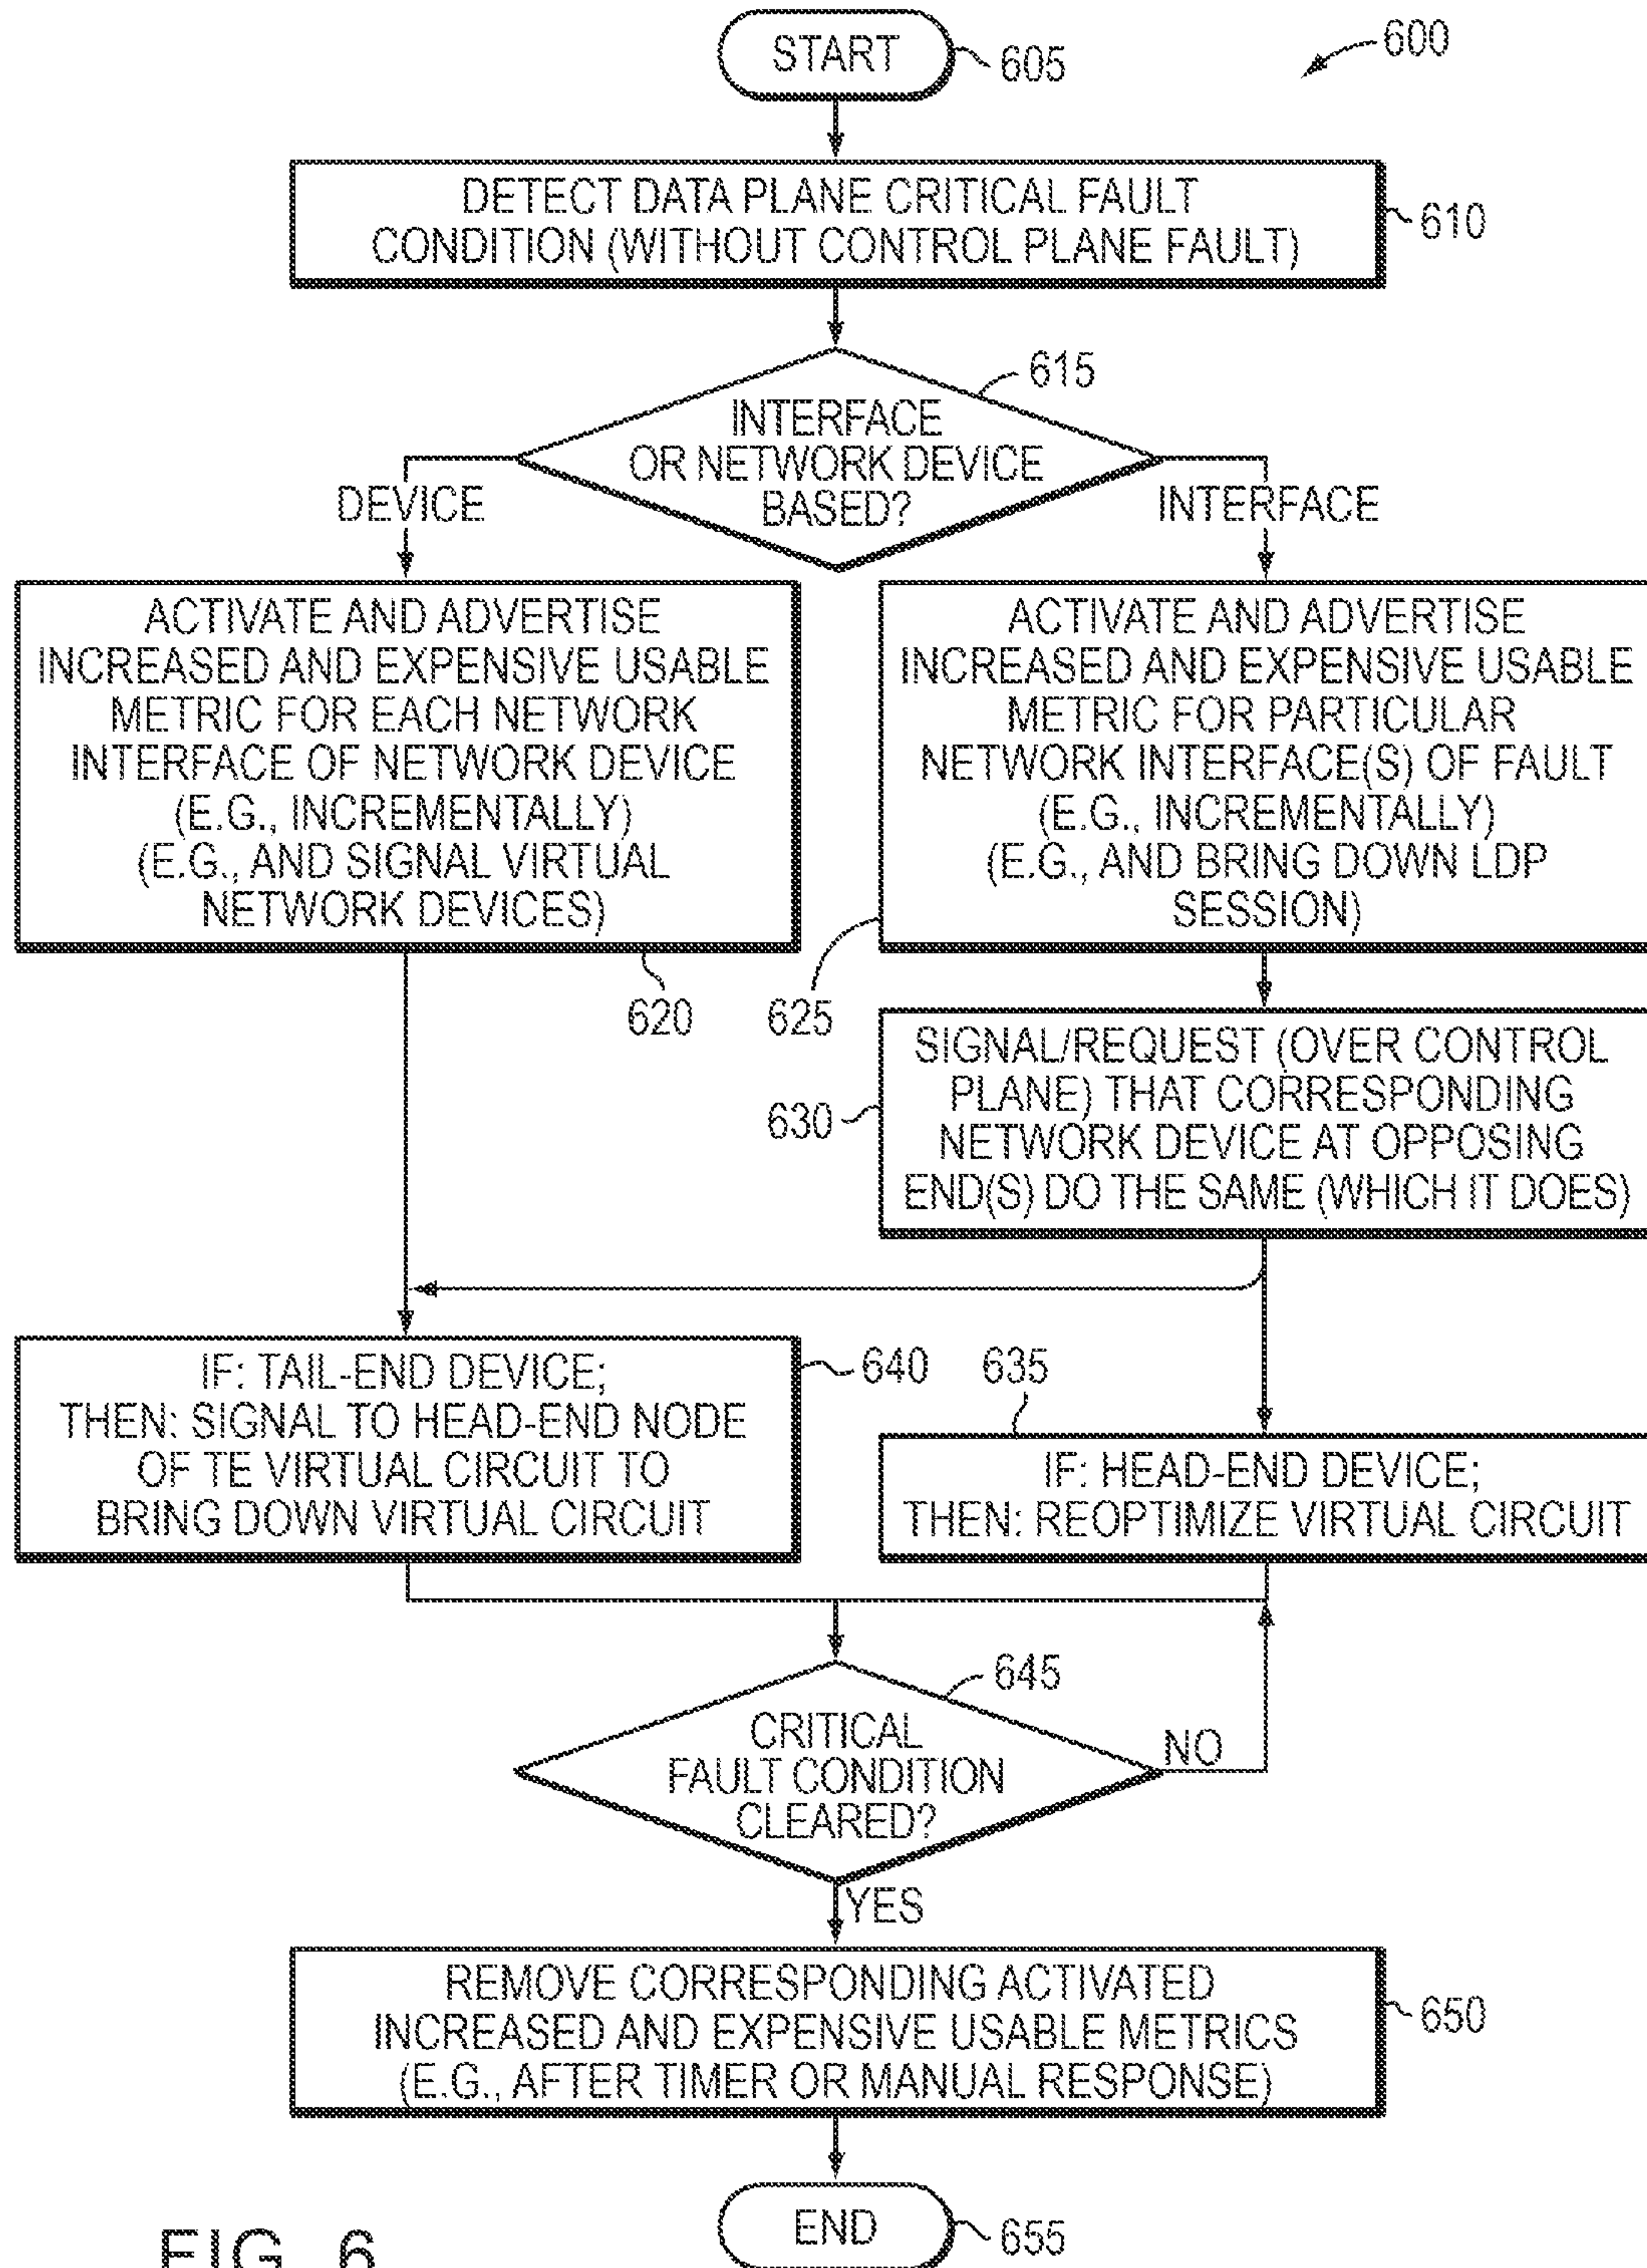 START
605
600
DETECT DATA PLANE CRITICAL FAULT
CONDITION (WITHOUT CONTROL PLANE FAULT)
610
615
INTERFACE
OR NETWORK DEVICE
BASED?
DEVICE
INTERFACE
ACTIVATE AND ADVERTISE
INCREASED AND EXPENSIVE USABLE
METRIC FOR EACH NETWORK
INTERFACE OF NETWORK DEVICE
(E.G., INCREMENTALLY)
(E.G., AND SIGNAL VIRTUAL
NETWORK DEVICES)
620
ACTIVATE AND ADVERTISE
INCREASED AND EXPENSIVE USABLE
METRIC FOR PARTICULAR
NETWORK INTERFACE(S) OF FAULT
(E.G., INCREMENTALLY)
(E.G., AND BRING DOWN LDP
SESSION)
625
SIGNAL/REQUEST (OVER CONTROL
PLANE) THAT CORRESPONDING
NETWORK DEVICE AT OPPOSING
END(S) DO THE SAME (WHICH IT DOES)
630
IF: TAIL-END DEVICE;
THEN: SIGNAL TO HEAD-END NODE
OF TE VIRTUAL CIRCUIT TO
BRING DOWN VIRTUAL CIRCUIT
640
635
IF: HEAD-END DEVICE;
THEN: REOPTIMIZE VIRTUAL CIRCUIT
645
CRITICAL
FAULT CONDITION
CLEARED?
NO
YES
REMOVE CORRESPONDING ACTIVATED
INCREASED AND EXPENSIVE USABLE METRICS
(E.G., AFTER TIMER OR MANUAL RESPONSE)
650
END
655
FIG. 6